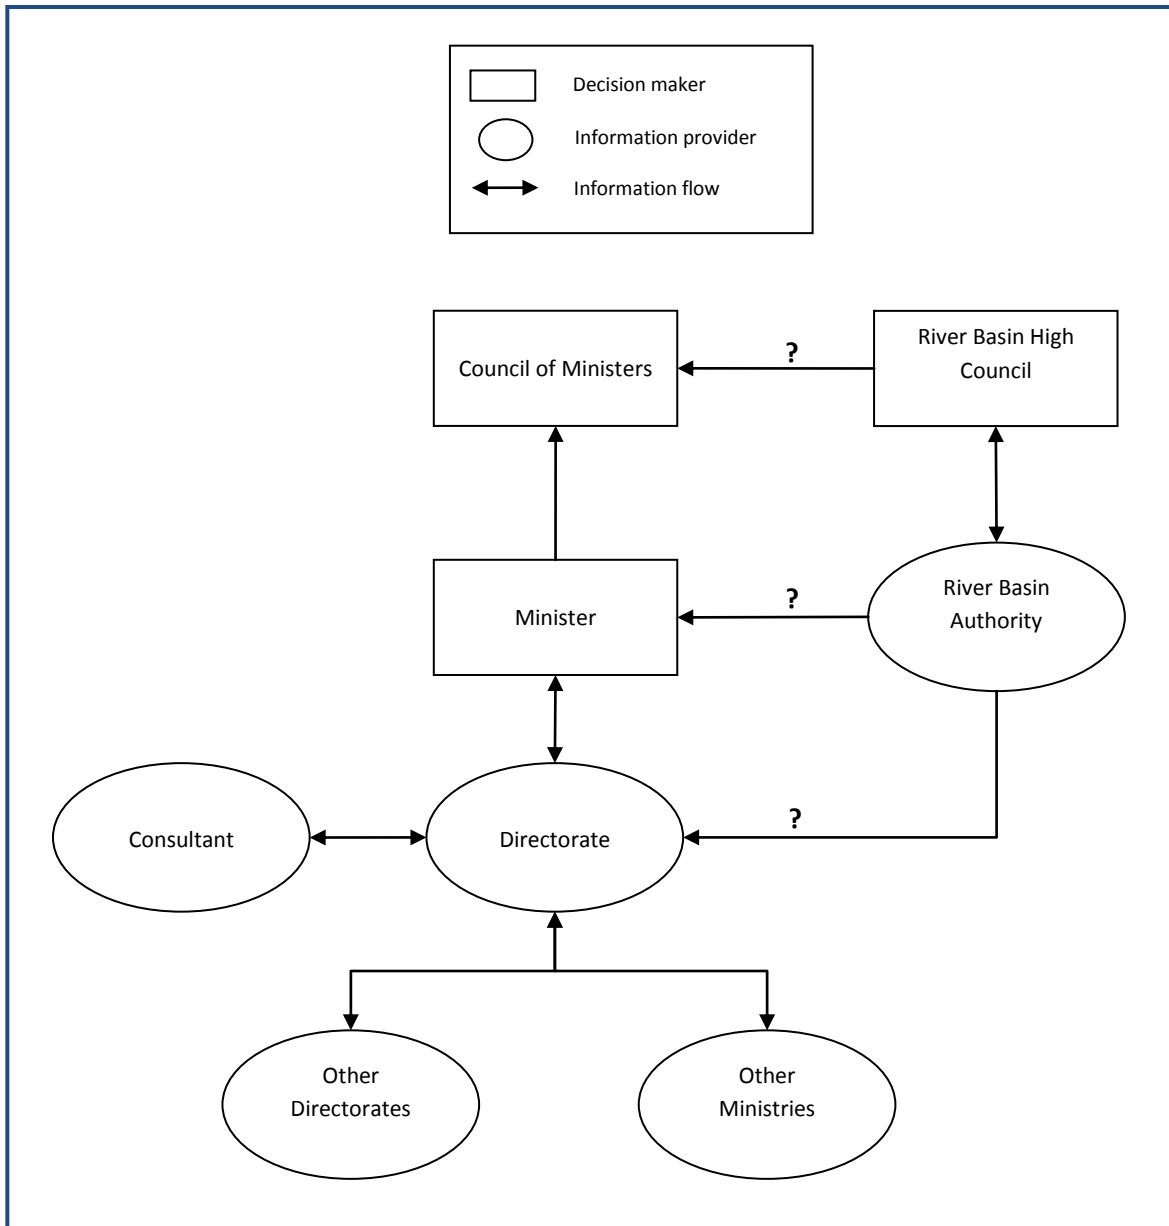 Decision maker
Information provider
Information flow
River Basin High
Council
Council of Ministers
?
River Basin
Authority
Minister
?
Consultant
Directorate
?
Other
Directorates
Other
Ministries